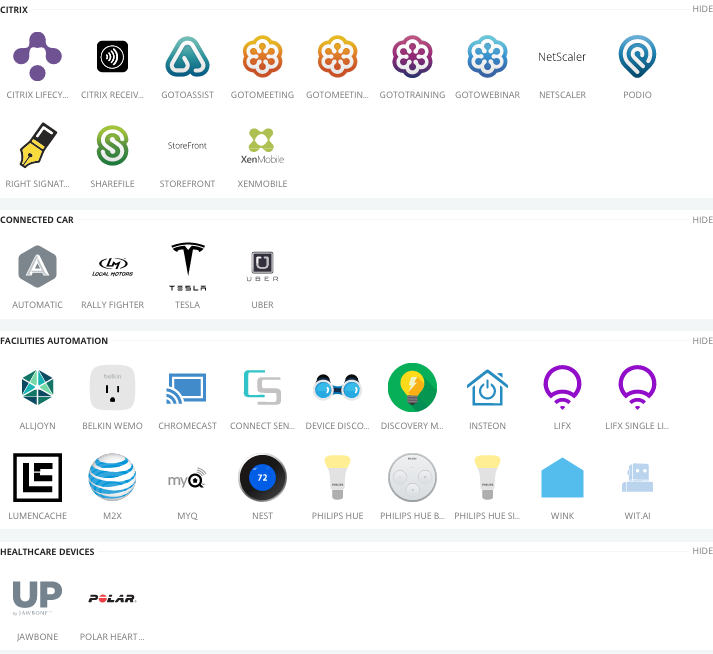 CITRIX HIDE
NetScaler
CITRIX LIFECY... CITRIX RECEIV... GOTOASSIST GOTOMEETING GOTOMEETIN... GOTOTRAINING GOTOWEBINAR NETSCALER PODIO
StoreFront XenMobile
RIGHT SIGNAT... SHAREFILE STOREFRONT XENMOBILE
CONNECTED CAR HIDE
LOCAL MOTORS TESLA UBER
AUTOMATIC RALLY FIGHTER TESLA UBER
FACILITIES AUTOMATION HIDE
belkin
ALLJOYN BELKIN WEMO CHROMECAST CONNECT SEN... DEVICE DISCO... DISCOVERY M... INSTEON LIFX LIFX SINGLE LI...
myQ 72 PHILIPS PHILIPS
LUMENCACHE M2X MYQ NEST PHILIPS HUE PHILIPS HUE B... PHILIPS HUE SI... WINK WIT.AI
HEALTHCARE DEVICES HIDE
UP POLAR
by JAWBONE
JAWBONE POLAR HEART...